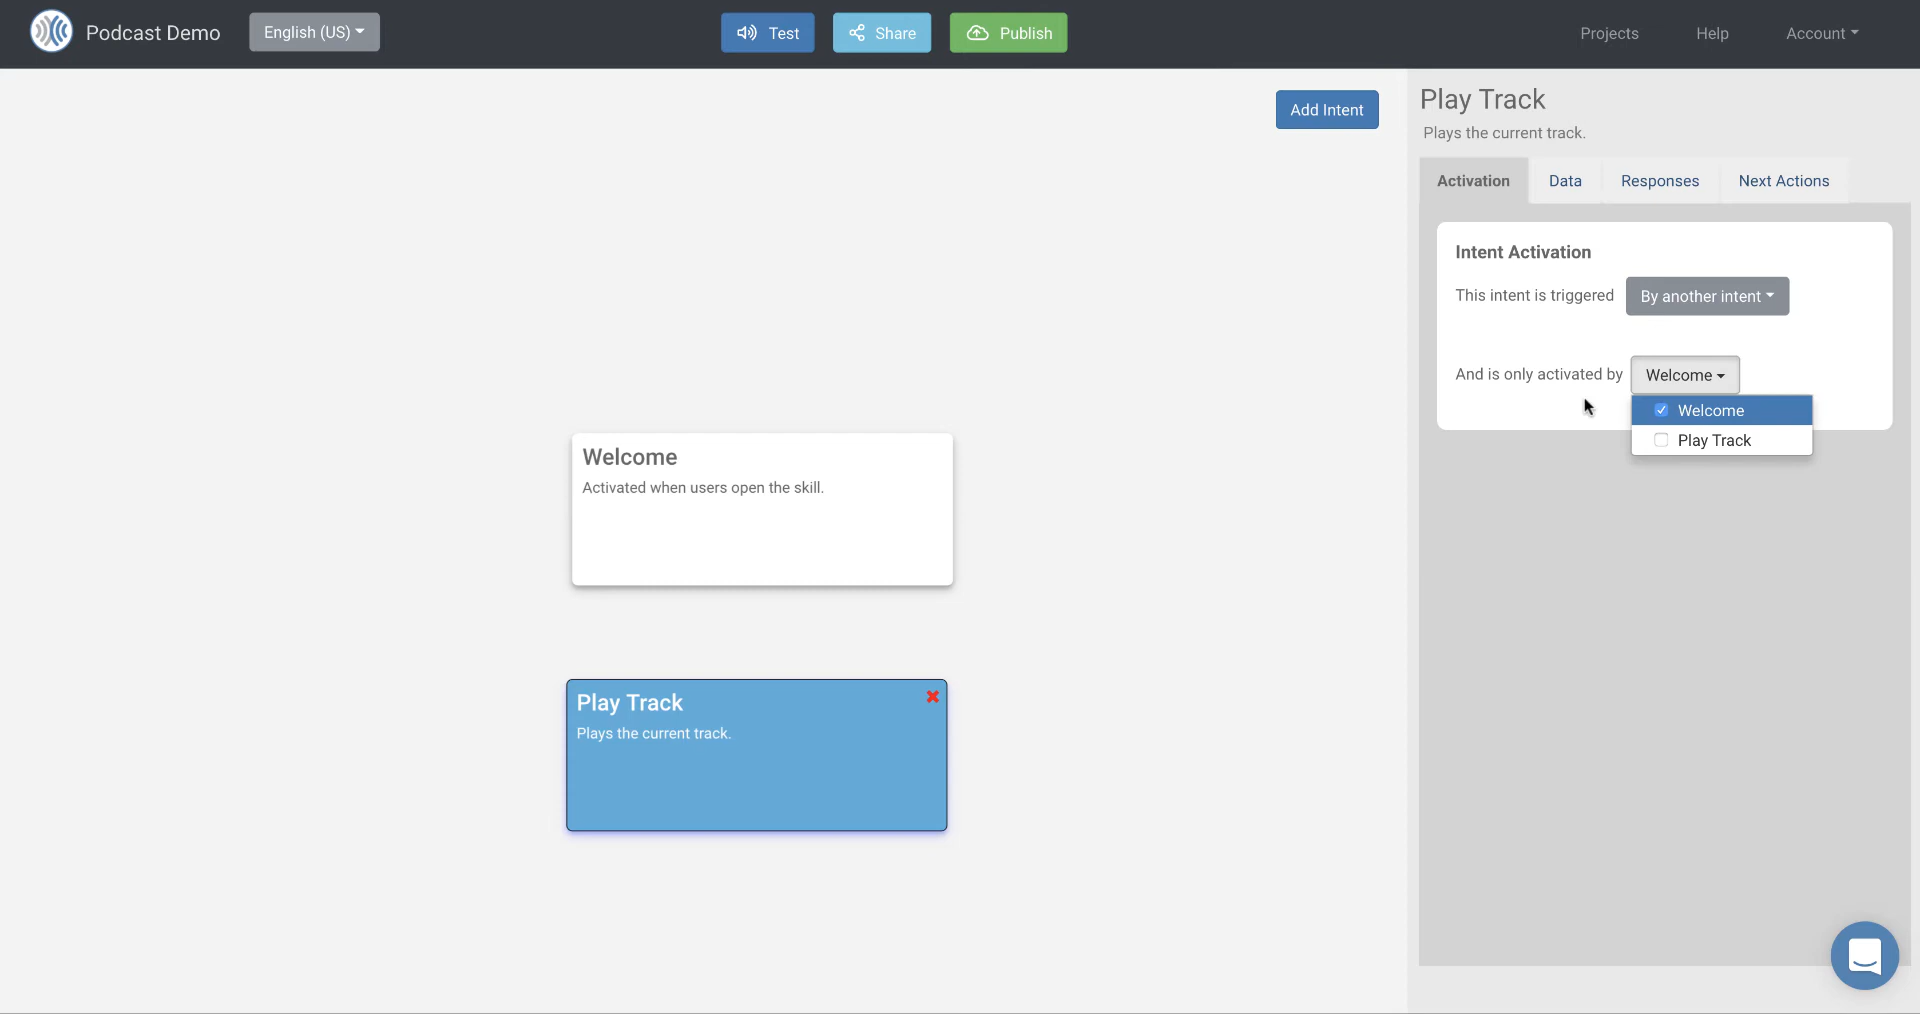 Podcast Demo
English (US)
Test
Share
Publish
Projects
Help
Account
Add Intent
Play Track
Plays the current track.
Activation
Data
Responses
Next Actions
Intent Activation
This intent is triggered
By another intent
And is only activated by
Welcome
Welcome
Play Track
Welcome
Activated when users open the skill.
Play Track
Plays the current track.